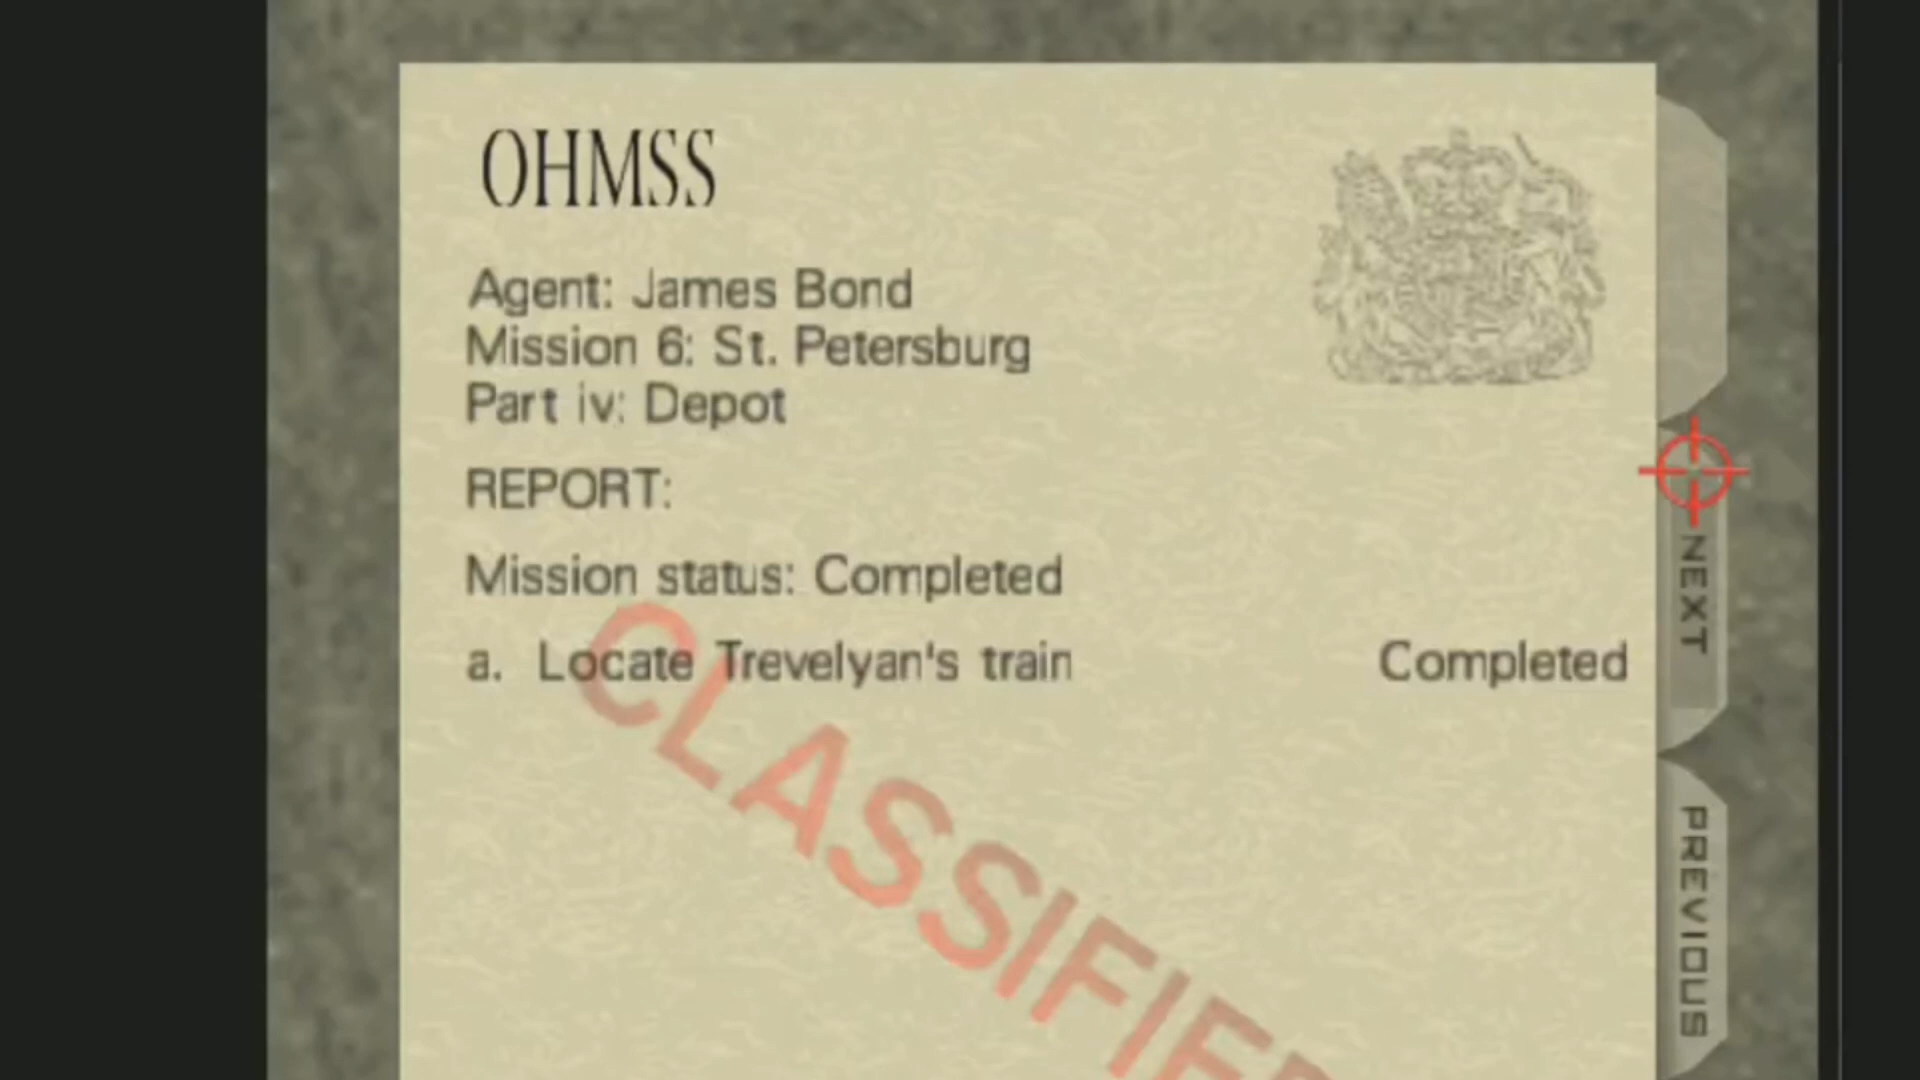 OHMSS
Agent: James Bond
Mission 6: St. Petersburg
Part iv: Depot
REPORT:
Mission status: Completed
a. Locate Trevelyan's train Completed
CLASSIFIE
NEXT
PREVIOUS